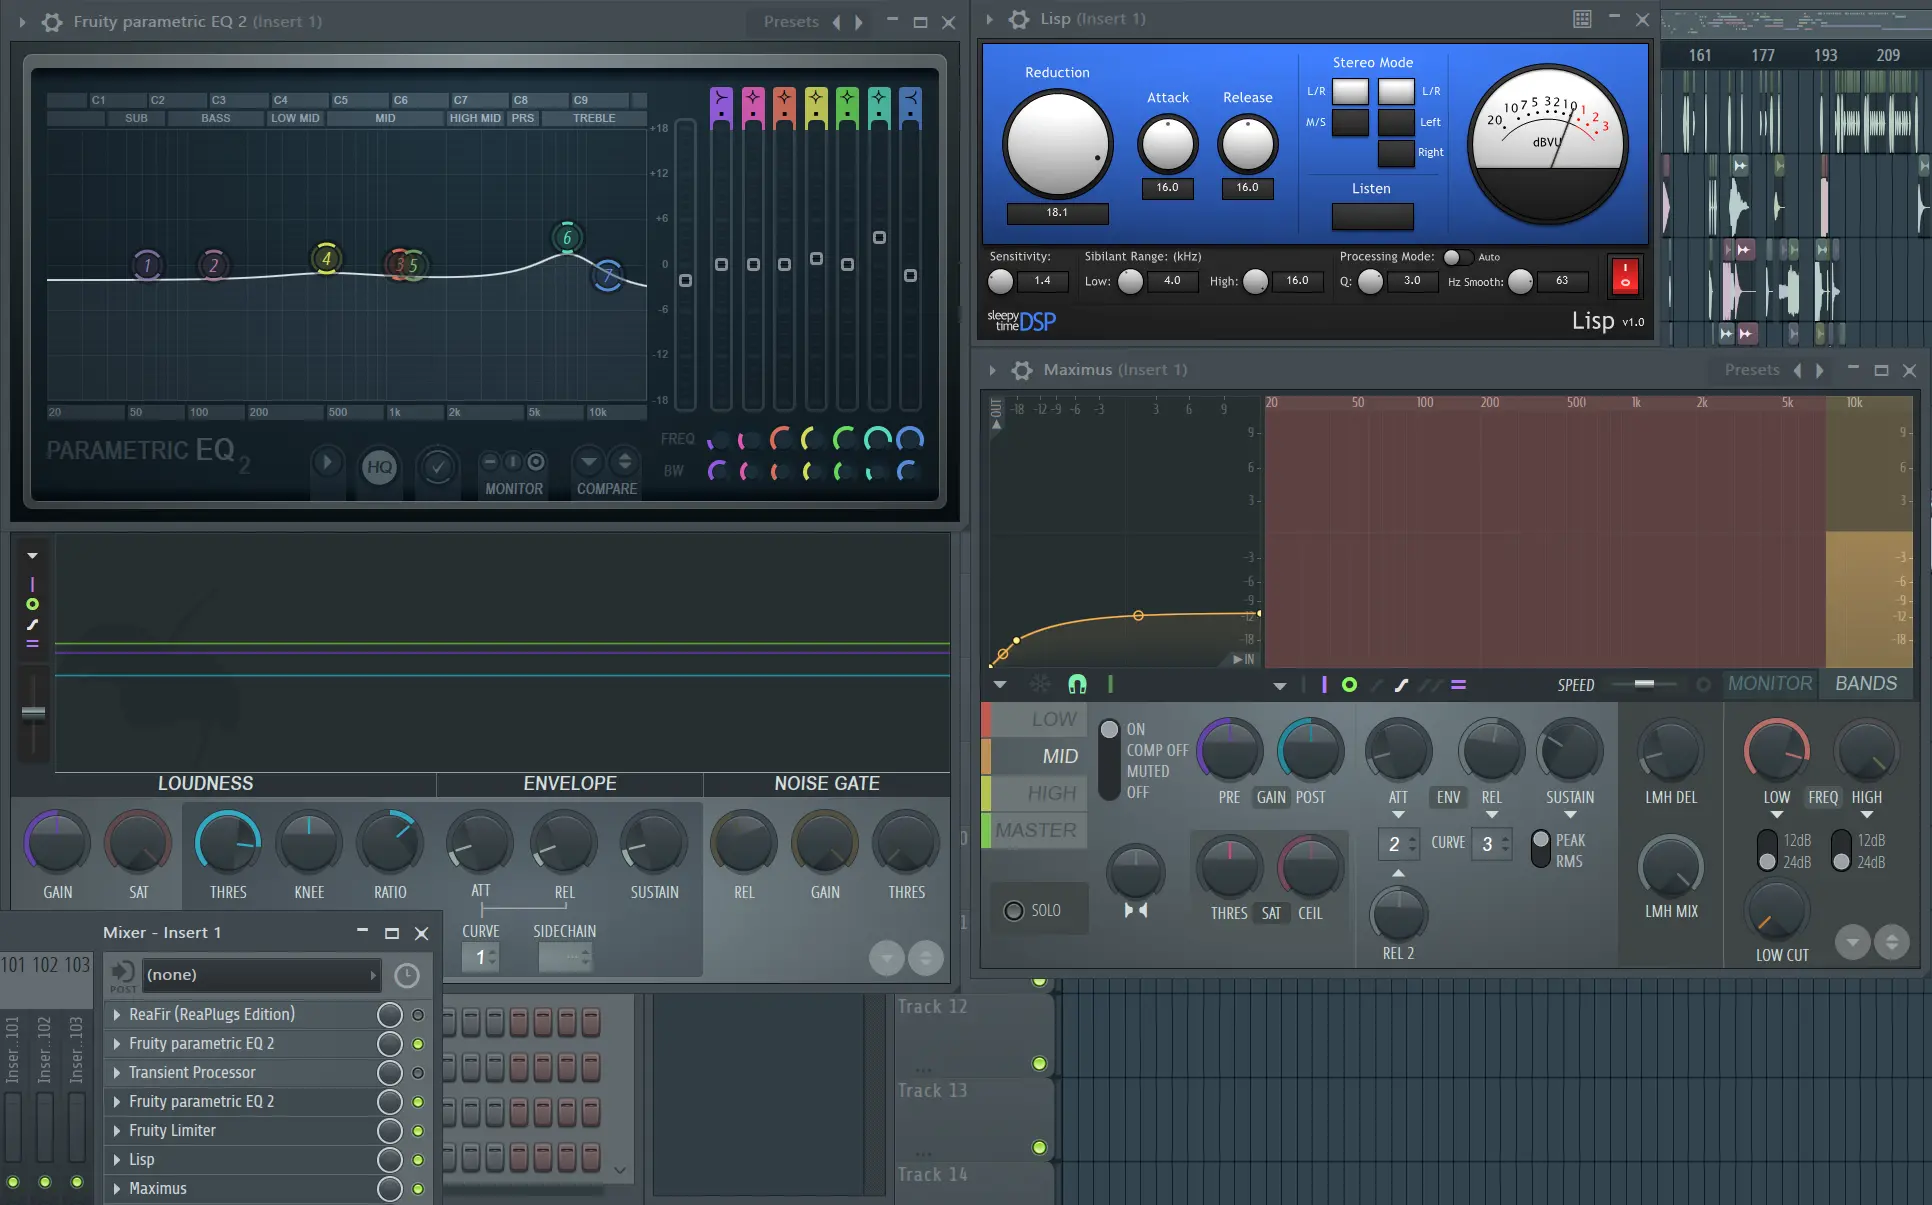 Fruity parametric EQ 2 (Insert 1)
Presets
C1 C2 C3 C4 C5 C6 C7 C8 C9
SUB BASS LOW MID MID HIGH MID PRS TREBLE
+18
+12
+6
0
-6
-12
-18
1 2 4 3 5 6 7
20 50 100 200 500 1k 2k 5k 10k
FREQ
BW
PARAMETRIC EQ 2
HQ
MONITOR
COMPARE
Lisp (Insert 1)
Reduction
18.1
Attack
16.0
Release
16.0
Stereo Mode
L/R L/R
M/S Left
Right
Listen
20 10 7 5 3 2 1 0 1 2 3
dBVU
Sensitivity:
1.4
Sibilant Range: (kHz)
Low: 4.0
High: 16.0
Processing Mode: Auto
Q: 3.0
Hz Smooth: 63
sleepy time DSP
Lisp v1.0
161 177 193 209
Maximus (Insert 1)
Presets
OUT
-18 -12 -9 -6 -3 3 6 9
9
6
3
-3
-6
-9
-12
-18
IN
20 50 100 200 500 1k 2k 5k 10k
9
6
3
-3
-6
-9
-12
-18
SPEED
MONITOR
BANDS
LOW
MID
HIGH
MASTER
SOLO
ON
COMP OFF
MUTED
OFF
PRE GAIN POST
THRES SAT CEIL
ATT ENV REL
SUSTAIN
2 CURVE 3
PEAK
RMS
REL 2
LMH DEL
LMH MIX
LOW FREQ HIGH
12dB 12dB
24dB 24dB
LOW CUT
LOUDNESS
ENVELOPE
NOISE GATE
GAIN SAT THRES KNEE RATIO ATT REL SUSTAIN REL GAIN THRES
CURVE SIDECHAIN
1 ---
Mixer - Insert 1
101 102 103
POST
(none)
Inser..101
Inser..102
Inser..103
ReaFir (ReaPlugs Edition)
Fruity parametric EQ 2
Transient Processor
Fruity parametric EQ 2
Fruity Limiter
Lisp
Maximus
Track 12
...
Track 13
...
Track 14